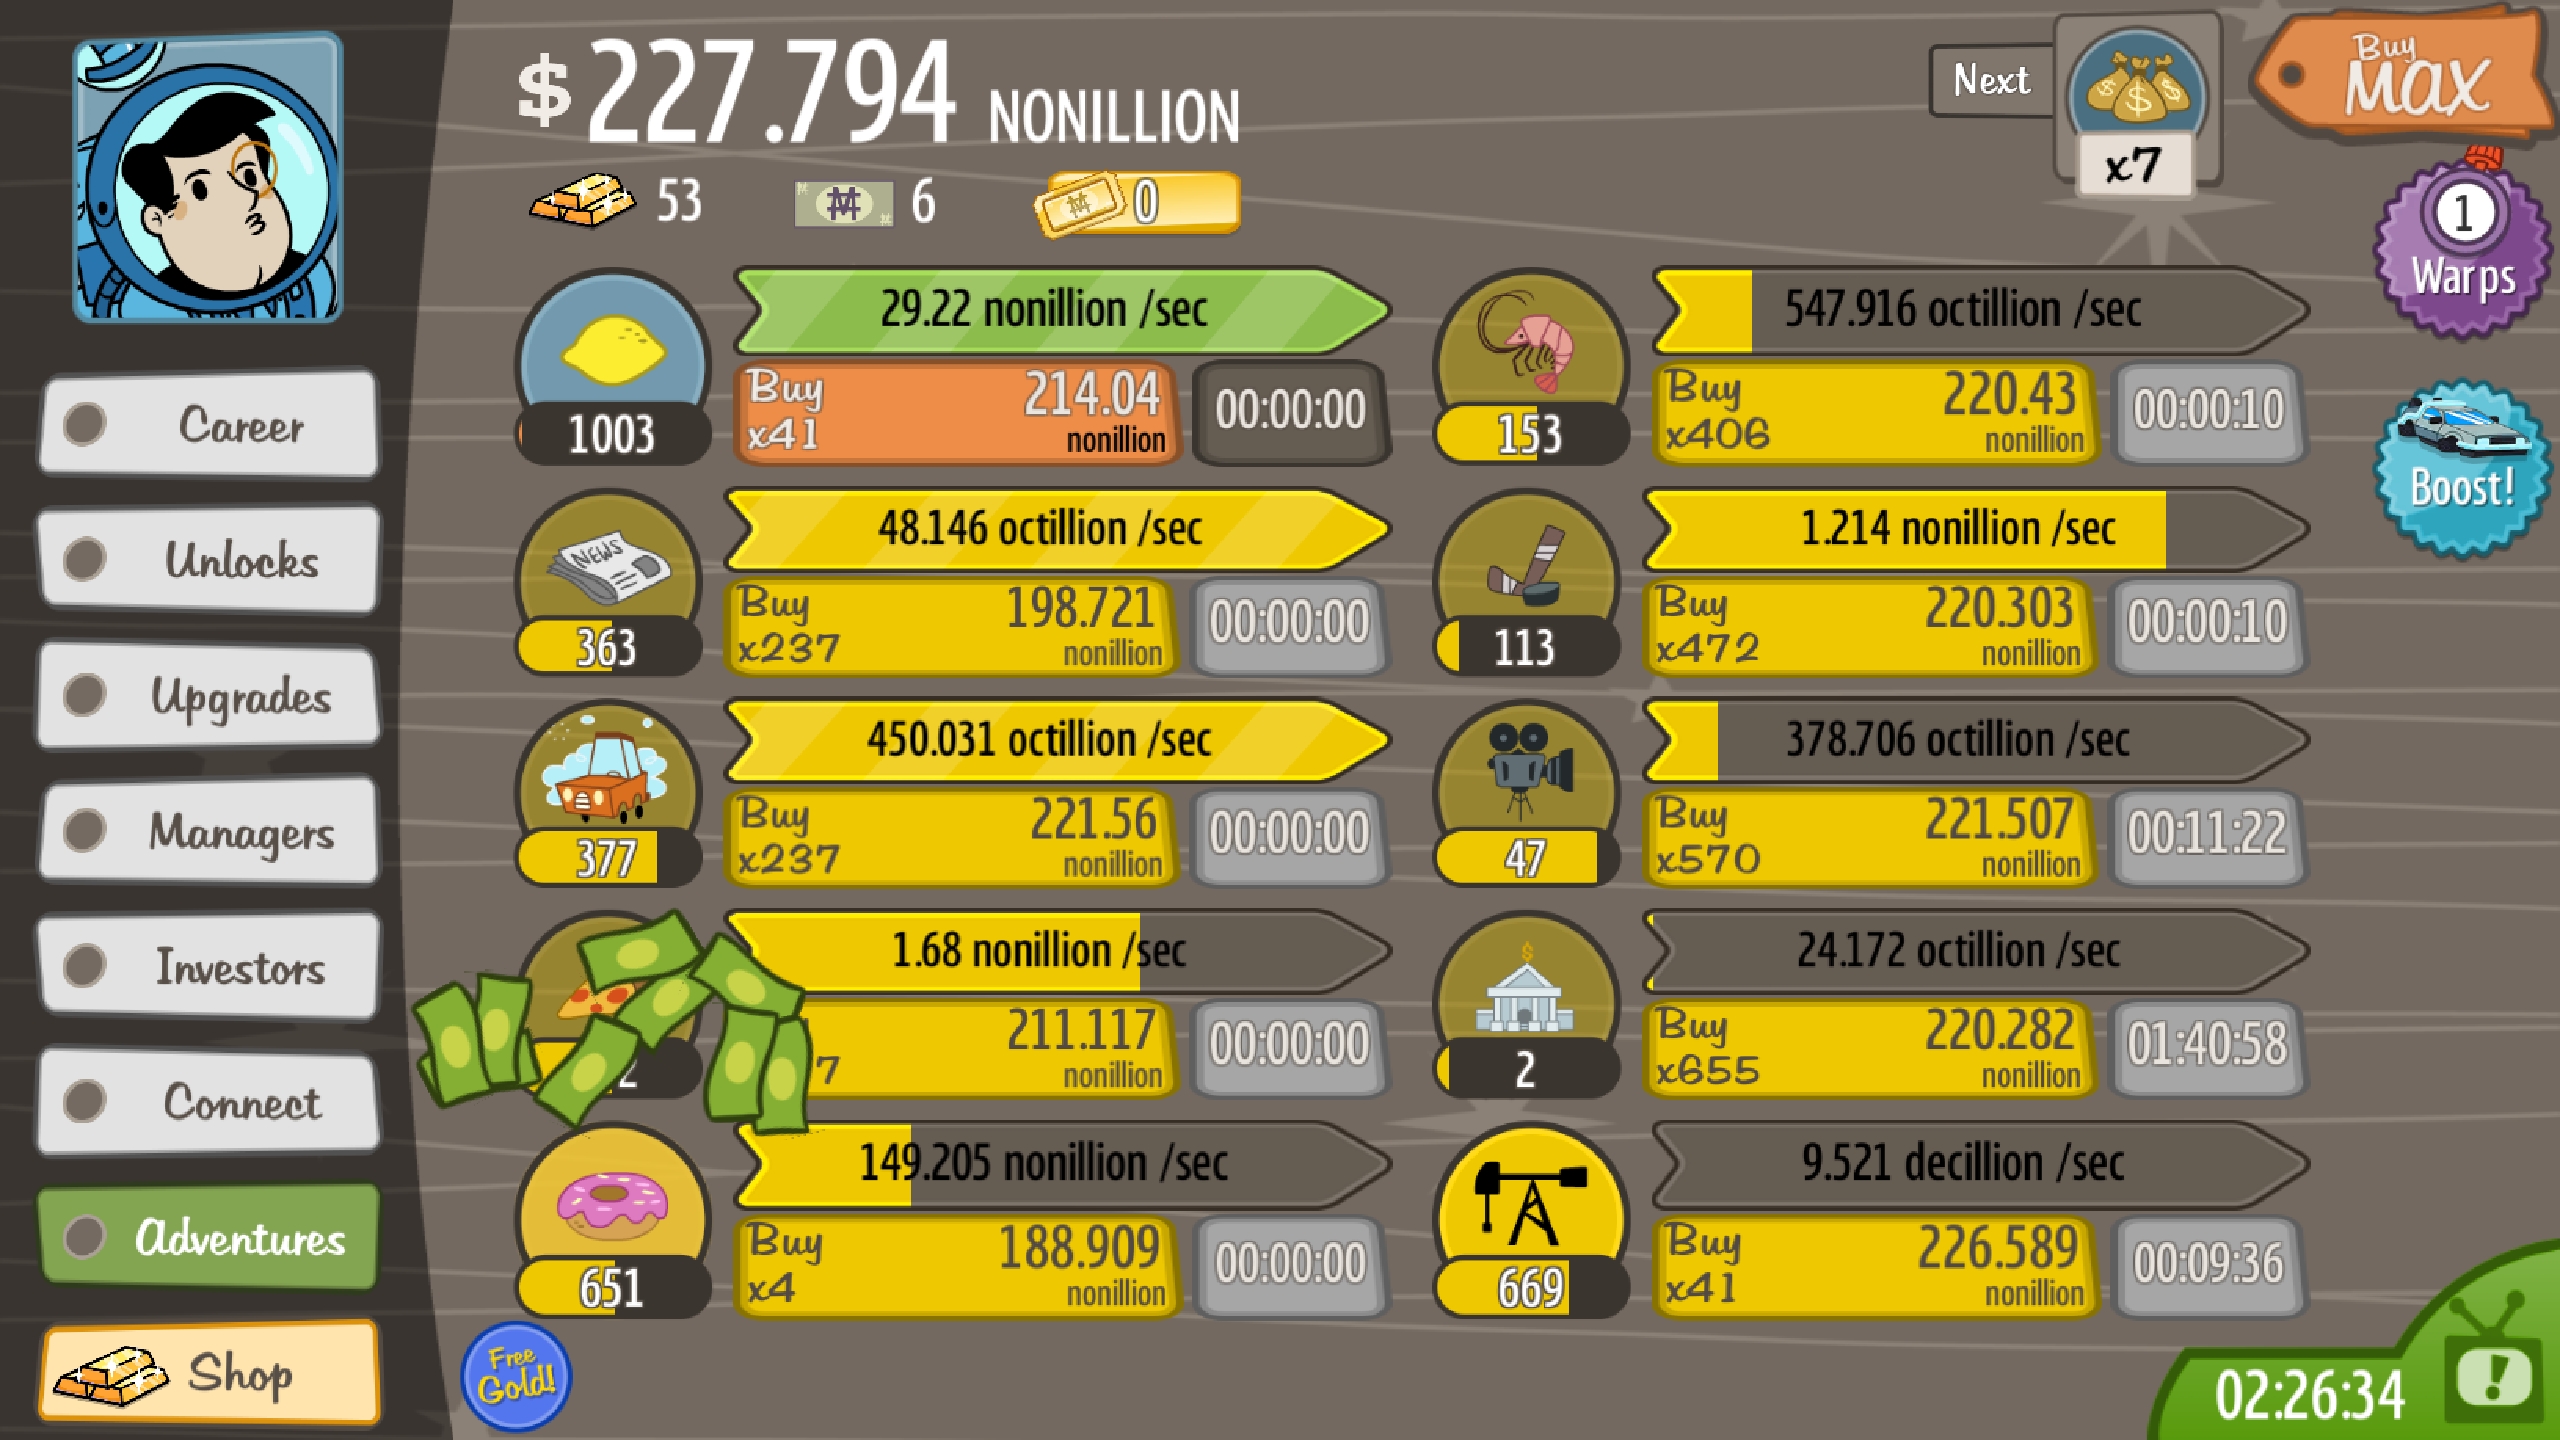 $227.794 NONILLION
Next
x7
Buy
MAX
53
6
0
1
Warps
Boost!
Career
Unlocks
Upgrades
Managers
Investors
Connect
Adventures
Shop
29.22 nonillion /sec
1003
Buy
x41
214.04
nonillion
00:00:00
NEWS
48.146 octillion /sec
363
Buy
x237
198.721
nonillion
00:00:00
450.031 octillion /sec
377
Buy
x237
221.56
nonillion
00:00:00
1.68 nonillion /sec
2
7
211.117
nonillion
00:00:00
149.205 nonillion /sec
651
Buy
x4
188.909
nonillion
00:00:00
547.916 octillion /sec
153
Buy
x406
220.43
nonillion
00:00:10
1.214 nonillion /sec
113
Buy
x472
220.303
nonillion
00:00:10
378.706 octillion /sec
47
Buy
x570
221.507
nonillion
00:11:22
24.172 octillion /sec
2
Buy
x655
220.282
nonillion
01:40:58
9.521 decillion /sec
669
Buy
x41
226.589
nonillion
00:09:36
Free
Gold!
02:26:34